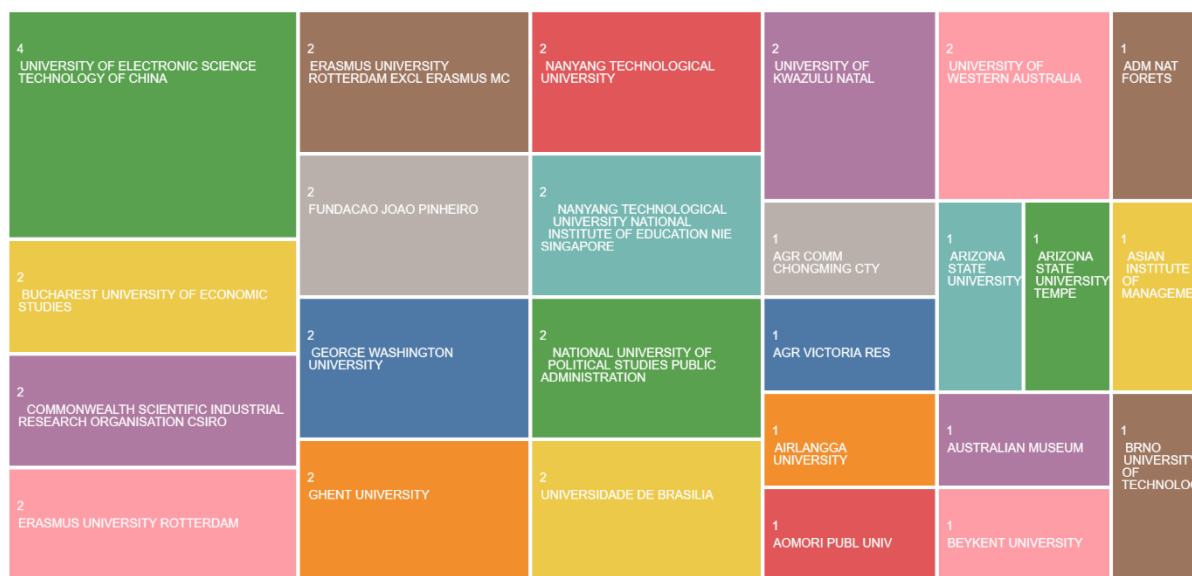 4
UNIVERSITY OF ELECTRONIC SCIENCE
TECHNOLOGY OF CHINA
2
BUCHAREST UNIVERSITY OF ECONOMIC
STUDIES
2
COMMONWEALTH SCIENTIFIC INDUSTRIAL
RESEARCH ORGANISATION CSIRO
2
ERASMUS UNIVERSITY ROTTERDAM
2
ERASMUS UNIVERSITY
ROTTERDAM EXCL ERASMUS MC
2
FUNDACAO JOAO PINHEIRO
2
GEORGE WASHINGTON
UNIVERSITY
2
GHENT UNIVERSITY
2
NANYANG TECHNOLOGICAL
UNIVERSITY
2
NANYANG TECHNOLOGICAL
UNIVERSITY NATIONAL
INSTITUTE OF EDUCATION NIE
SINGAPORE
2
NATIONAL UNIVERSITY OF
POLITICAL STUDIES PUBLIC
ADMINISTRATION
2
UNIVERSIDADE DE BRASILIA
2
UNIVERSITY OF
KWAZULU NATAL
1
AGR COMM
CHONGMING CTY
1
AGR VICTORIA RES
1
AIRLANGGA
UNIVERSITY
1
AOMORI PUBL UNIV
2
UNIVERSITY OF
WESTERN AUSTRALIA
1
ARIZONA
STATE
UNIVERSITY
1
ARIZONA
STATE
UNIVERSITY
TEMPE
1
AUSTRALIAN MUSEUM
1
BEYKENT UNIVERSITY
1
ADM NAT
FORETS
1
ASIAN
INSTITUTE
OF
MANAGEME
1
BRNO
UNIVERSITY
OF
TECHNOLO